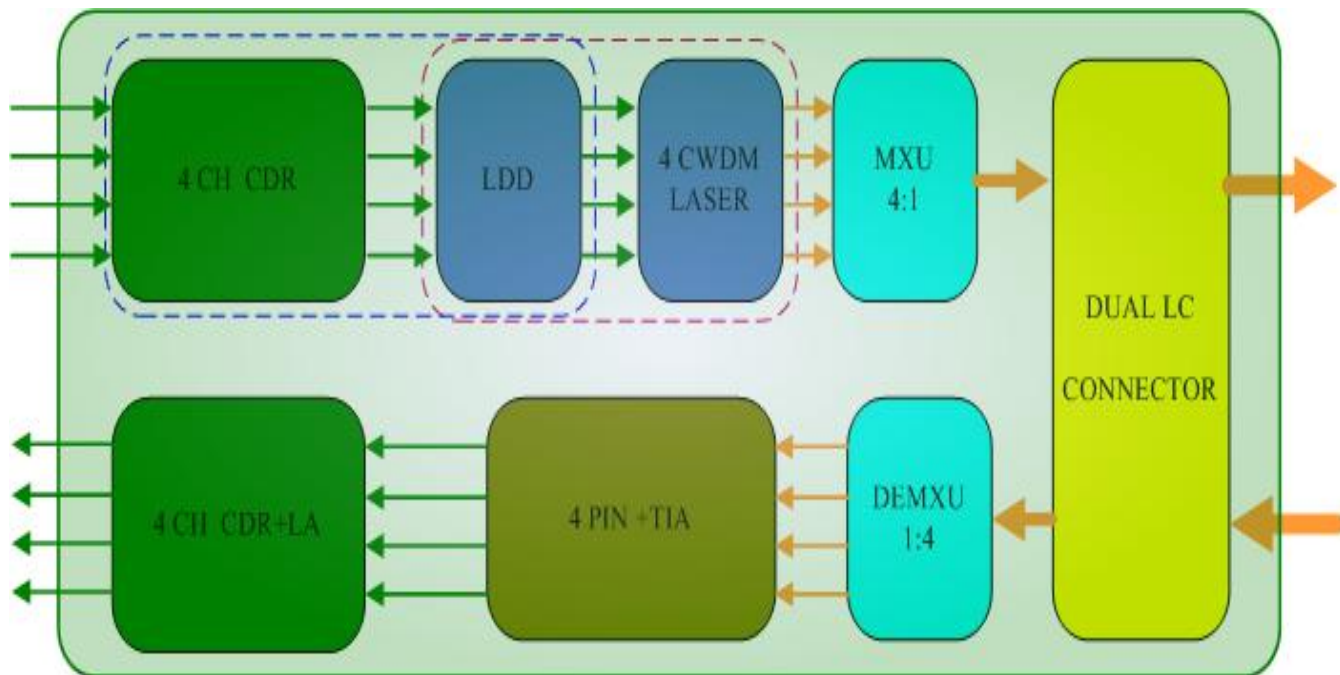 4 CH CDR
LDD
4 CWDM
LASER
MXU
4:1
DUAL LC
CONNECTOR
4 CH CDR+LA
4 PIN +TIA
DEMXU
1:4